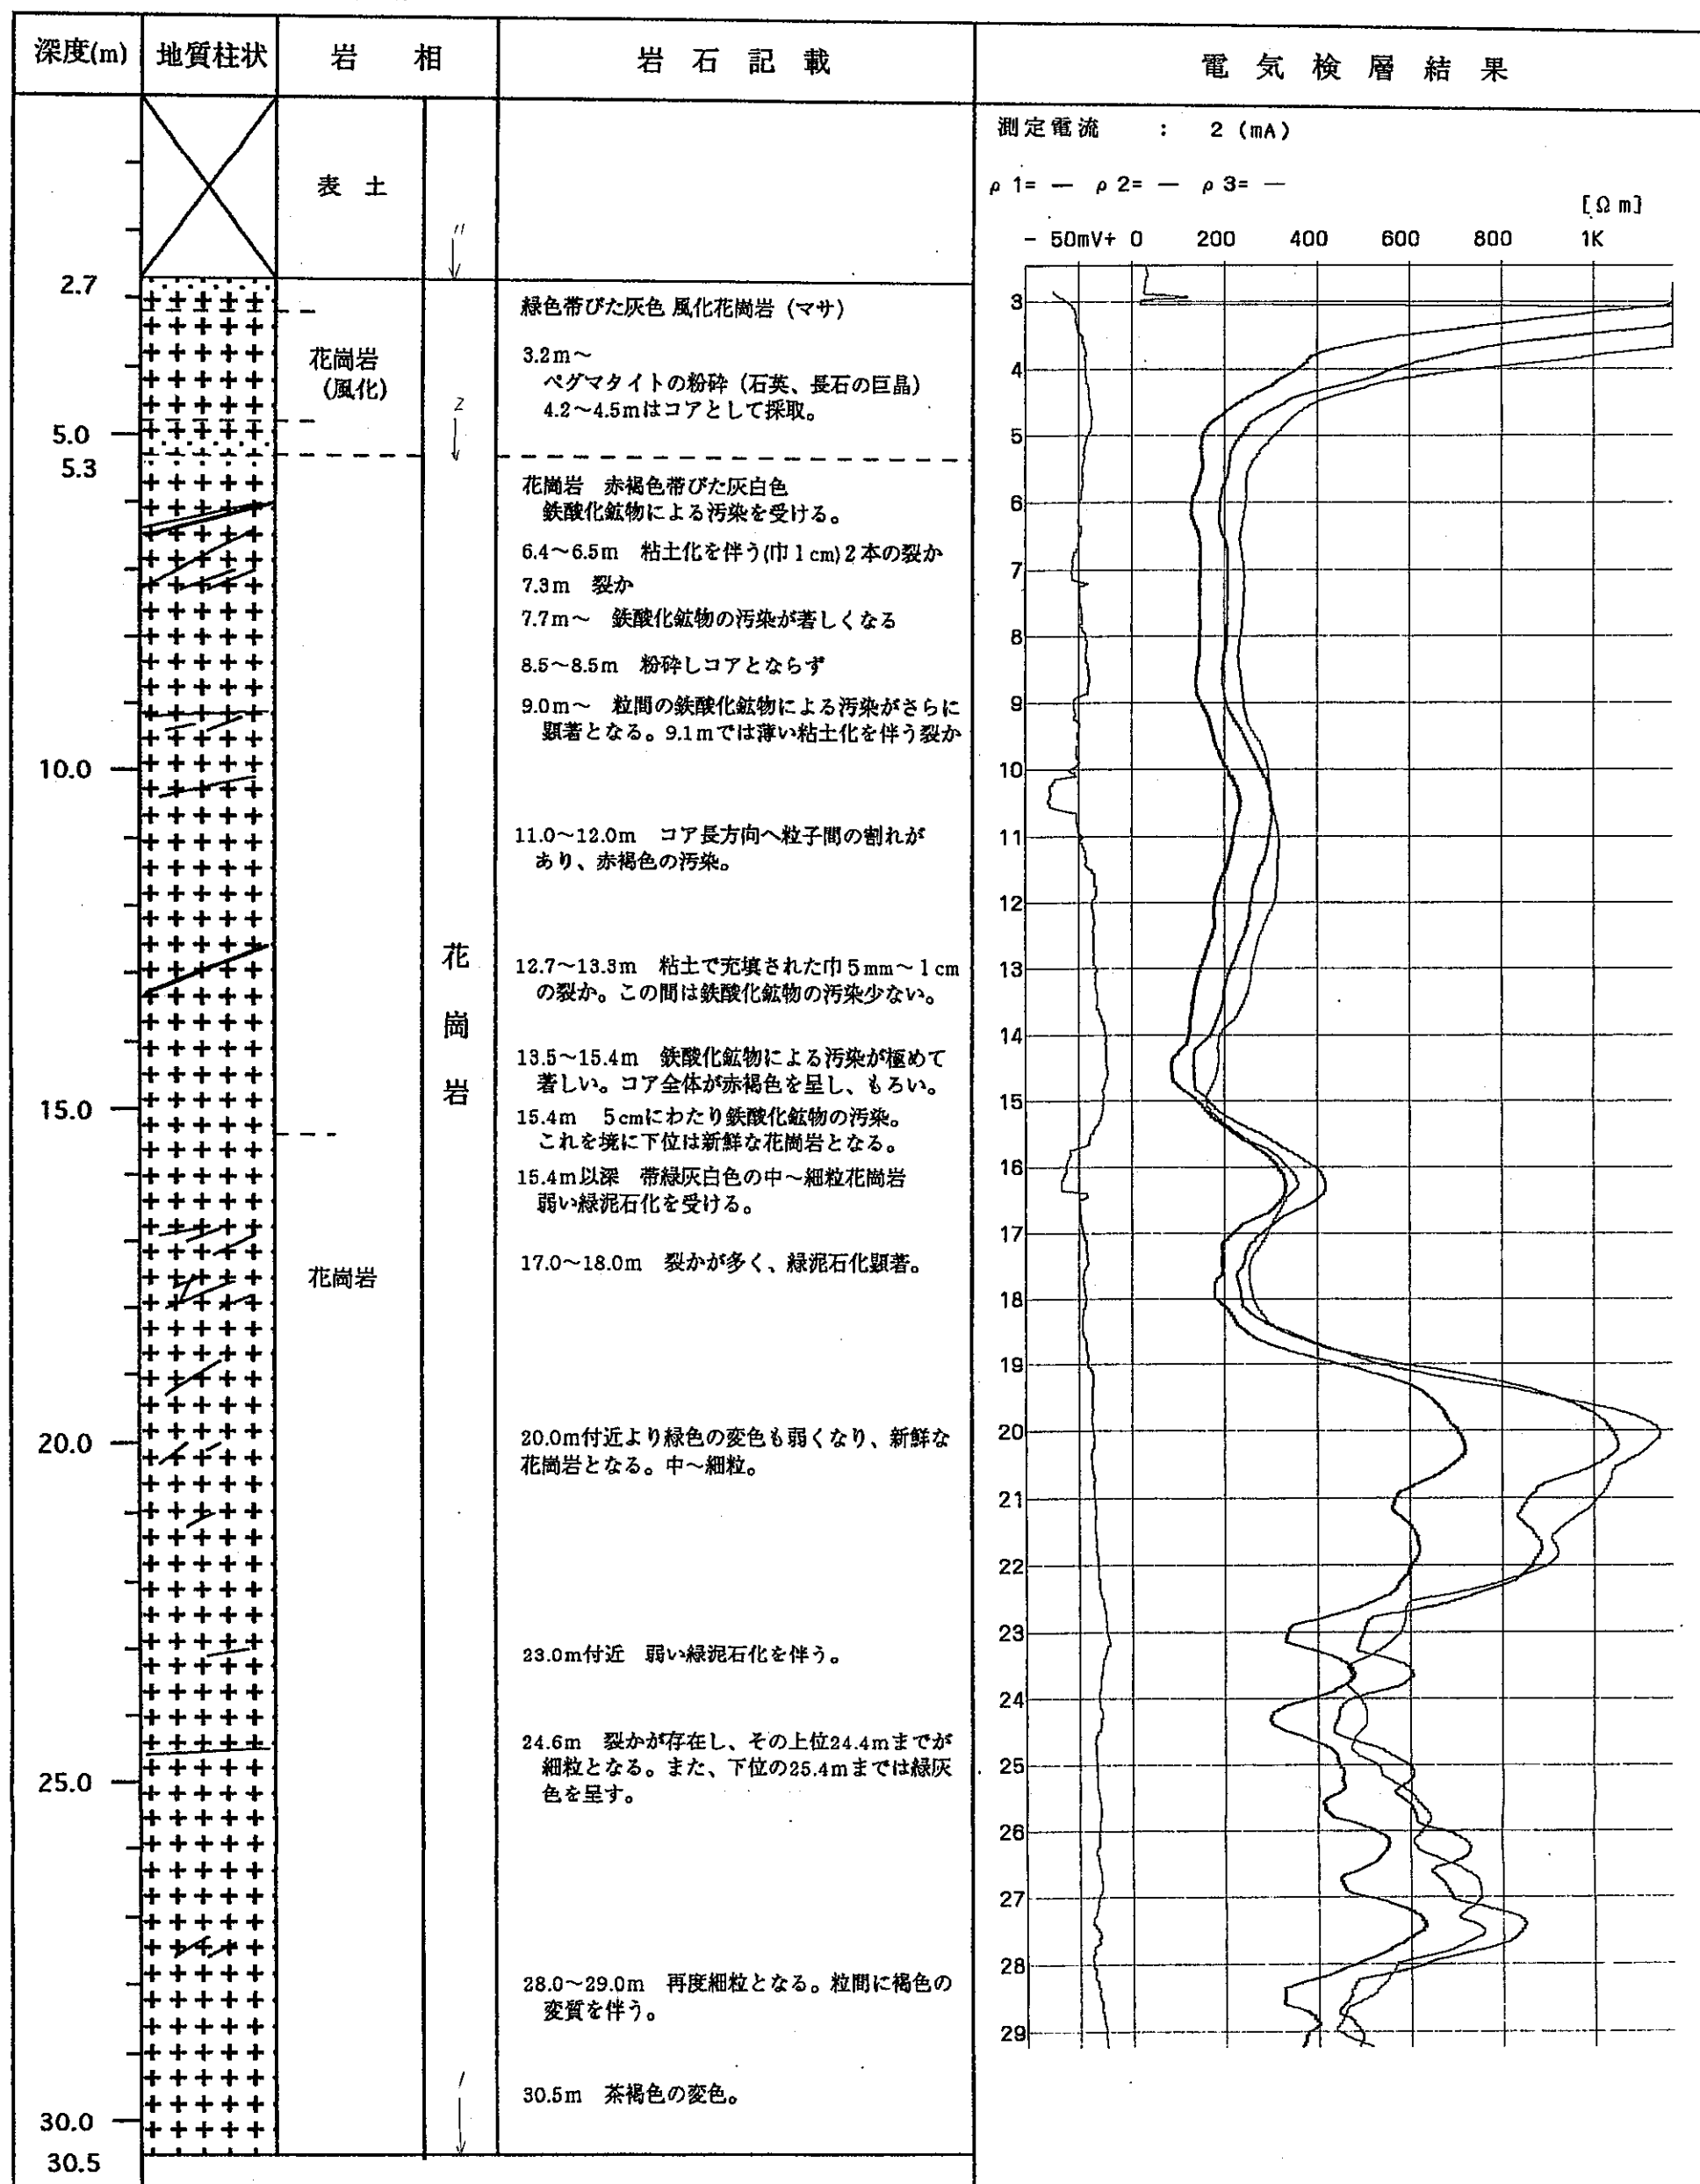 深度(m) 地質柱状 岩相 岩石記載 電気検層結果
測定電流 : 2 (mA)
ρ1= — ρ2= — ρ3= —
[Ωm]
- 50mV+ 0 200 400 600 800 1K
表土
11
2.7
緑色帯びた灰色 風化花崗岩 (マサ)
花崗岩
(風化)
3.2m～
ペグマタイトの粉砕 (石英、長石の巨晶)
4.2～4.5mはコアとして採取。
2
5.0
5.3
花崗岩 赤褐色帯びた灰白色
鉄酸化鉱物による汚染を受ける。
6.4～6.5m 粘土化を伴う(巾1cm)2本の裂か
7.3m 裂か
7.7m～ 鉄酸化鉱物の汚染が著しくなる
8.5～8.5m 粉砕しコアとならず
9.0m～ 粒間の鉄酸化鉱物による汚染がさらに
顕著となる。9.1mでは薄い粘土化を伴う裂か
10.0
11.0～12.0m コア長方向へ粒子間の割れが
あり、赤褐色の汚染。
花崗岩
12.7～13.3m 粘土で充填された巾5mm～1cm
の裂か。この間は鉄酸化鉱物の汚染少ない。
13.5～15.4m 鉄酸化鉱物による汚染が極めて
著しい。コア全体が赤褐色を呈し、もろい。
15.0
15.4m 5cmにわたり鉄酸化鉱物の汚染。
これを境に下位は新鮮な花崗岩となる。
15.4m以深 帯緑灰白色の中～細粒花崗岩
弱い緑泥石化を受ける。
花崗岩
17.0～18.0m 裂かが多く、緑泥石化顕著。
20.0
20.0m付近より緑色の変色も弱くなり、新鮮な
花崗岩となる。中～細粒。
23.0m付近 弱い緑泥石化を伴う。
24.6m 裂かが存在し、その上位24.4mまでが
細粒となる。また、下位の25.4mまでは緑灰
色を呈す。
25.0
28.0～29.0m 再度細粒となる。粒間に褐色の
変質を伴う。
1
30.5m 茶褐色の変色。
30.0
30.5
3
4
5
6
7
8
9
10
11
12
13
14
15
16
17
18
19
20
21
22
23
24
25
26
27
28
29